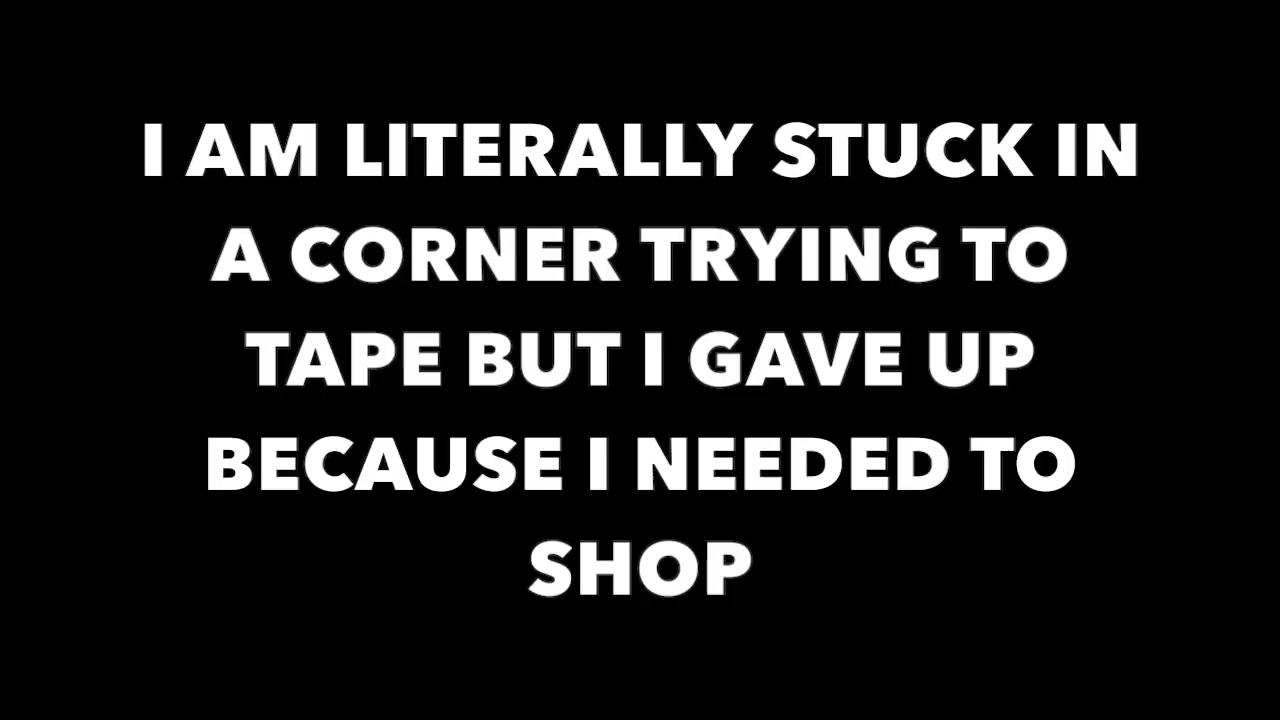 I AM LITERALLY STUCK IN
A CORNER TRYING TO
TAPE BUT I GAVE UP
BECAUSE I NEEDED TO
SHOP